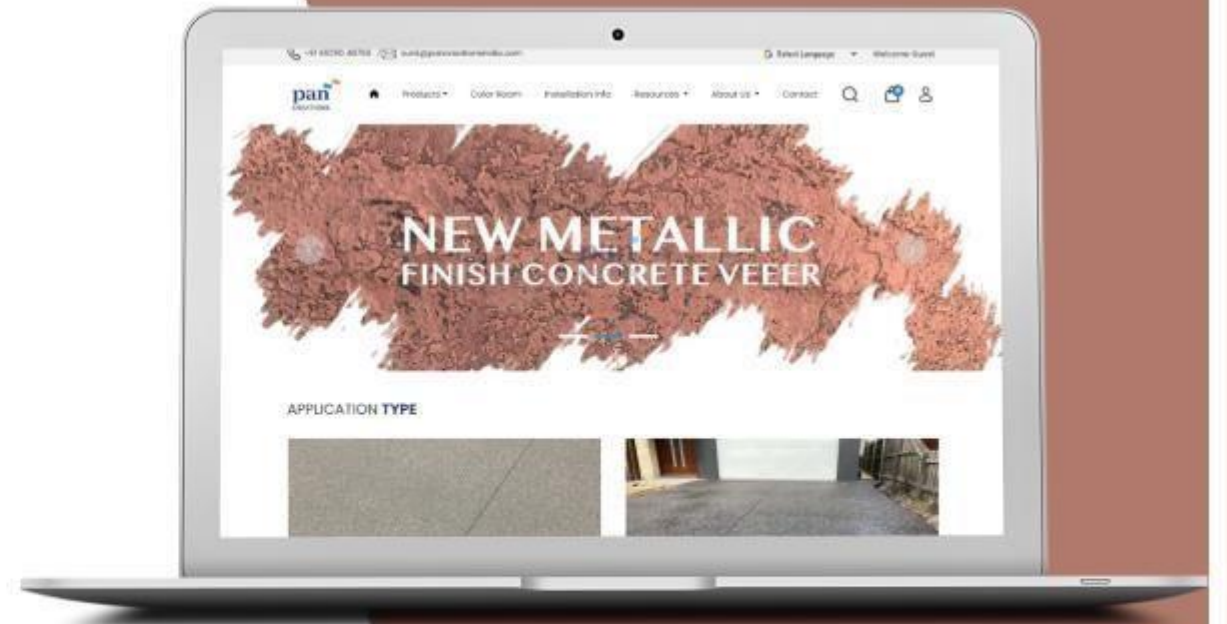 Select Language Welcome Guest
pan
CREATIONS
Products Color Room Installation Info Resources About Us Contact
NEW METALLIC
FINISH CONCRETE VEEER
APPLICATION TYPE